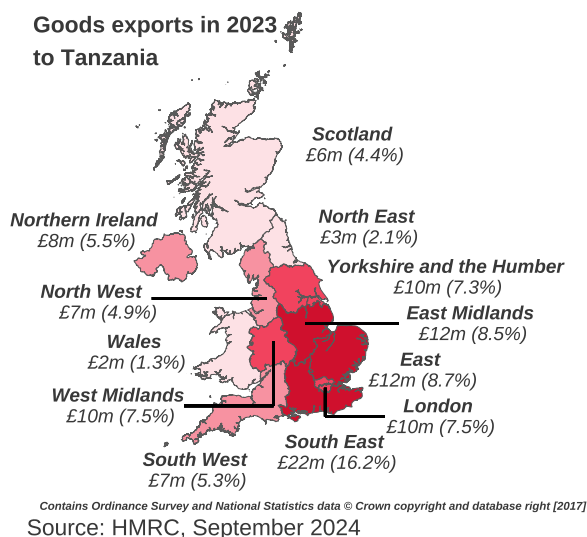 Goods exports in 2023
to Tanzania
Scotland
£6m (4.4%)
Northern Ireland
£8m (5.5%)
North East
£3m (2.1%)
Yorkshire and the Humber
£10m (7.3%)
North West
£7m (4.9%)
East Midlands
£12m (8.5%)
Wales
£2m (1.3%)
East
£12m (8.7%)
West Midlands
£10m (7.5%)
London
£10m (7.5%)
South East
£22m (16.2%)
South West
£7m (5.3%)
Contains Ordinance Survey and National Statistics data © Crown copyright and database right [2017]
Source: HMRC, September 2024